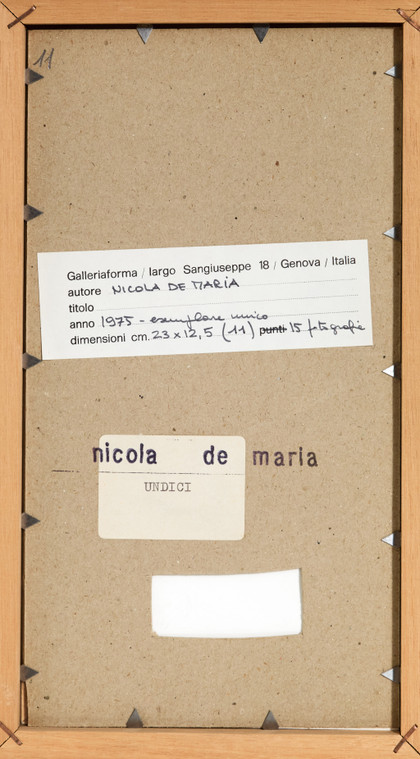 11
Galleriaforma / largo Sangiuseppe 18 / Genova / Italia
autore NICOLA DE MARIA
titolo
anno 1975 - esemplare unico
dimensioni cm. 23 x 12,5 (11) punti 15 fotografie
nicola de maria
UNDICI